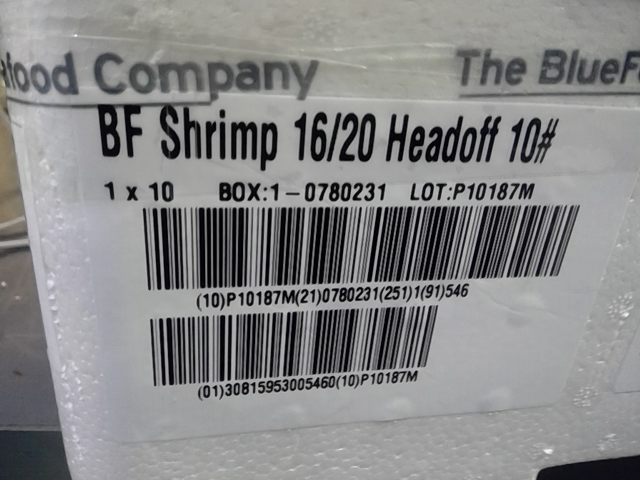 food Company The BlueF
BF Shrimp 16/20 Headoff 10#
1 x 10 BOX:1-0780231 LOT:P10187M
(10)P10187M(21)0780231(251)1(91)546
(01)30815953005460(10)P10187M